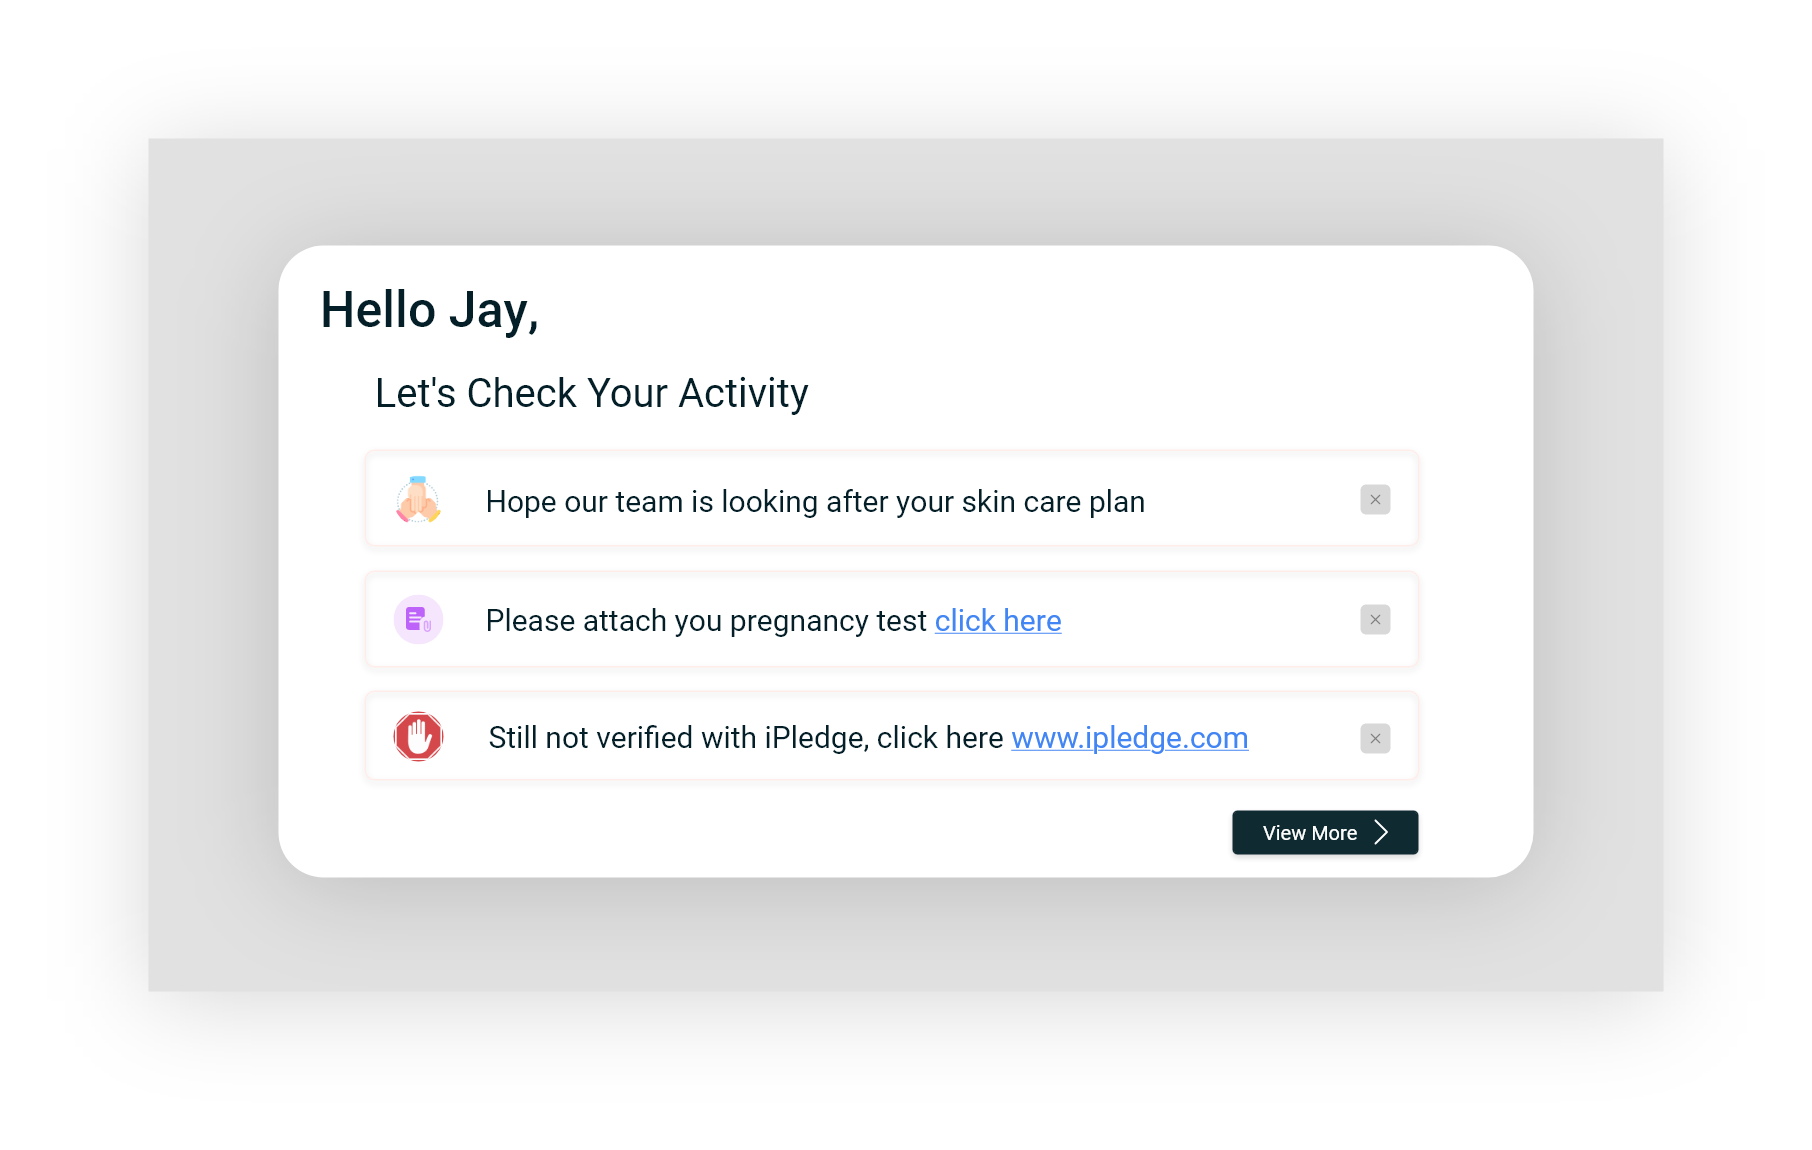 Hello Jay,
Let's Check Your Activity
Hope our team is looking after your skin care plan
Please attach you pregnancy test click here
Still not verified with iPledge, click here www.ipledge.com
View More